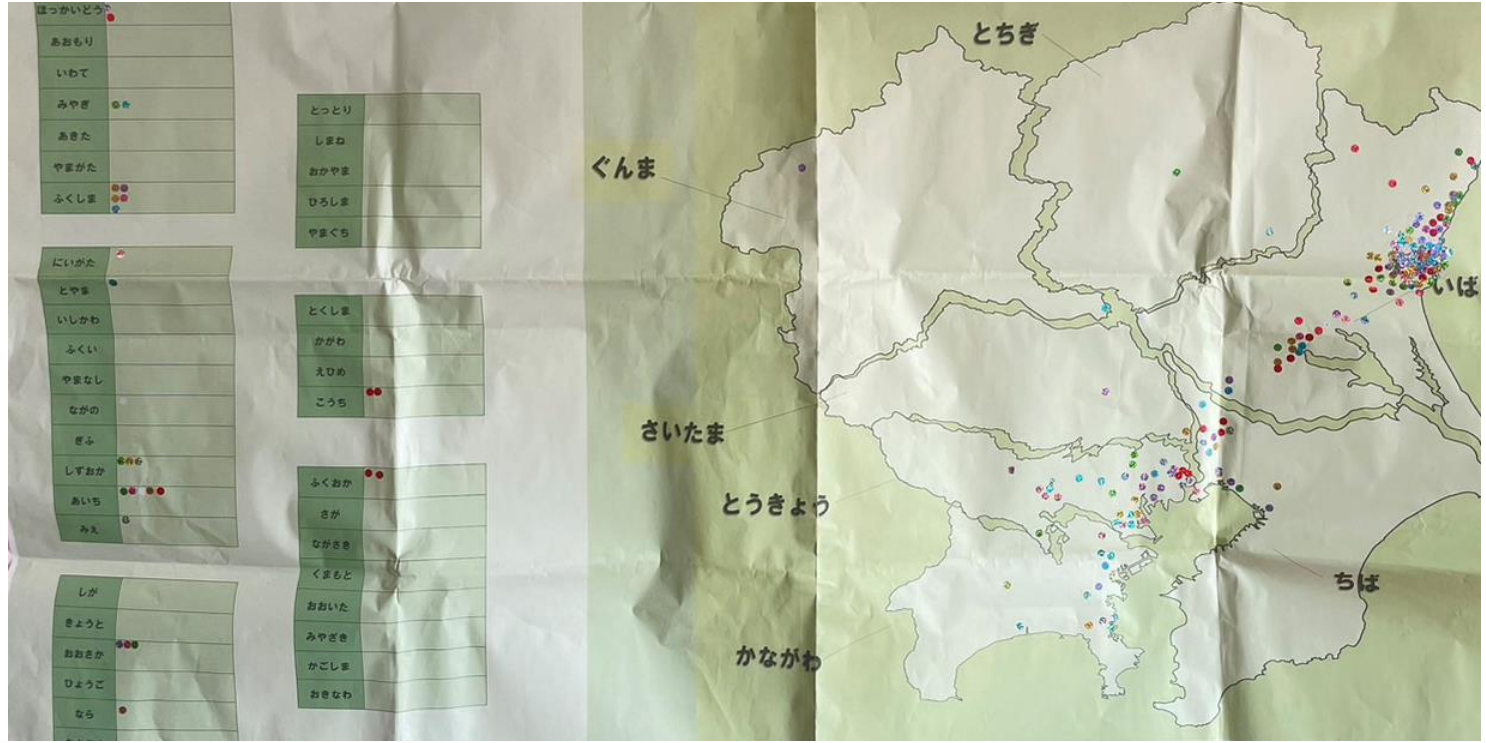 ほっかいどう
あおもり
いわて
みやぎ
あきた
やまがた
ふくしま
にいがた
とやま
いしかわ
ふくい
やまなし
ながの
ぎふ
しずおか
あいち
みえ
しが
きょうと
おおさか
ひょうご
なら
とっとり
しまね
おかやま
ひろしま
やまぐち
とくしま
かがわ
えひめ
こうち
ふくおか
さが
ながさき
くまもと
おおいた
みやざき
かごしま
おきなわ
とちぎ
ぐんま
いば
さいたま
とうきょう
ちば
かながわ